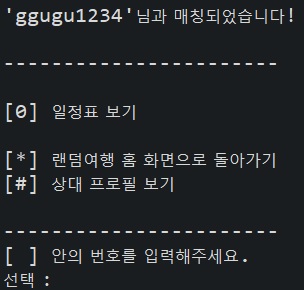 'ggugu1234'님과 매칭되었습니다!
-----------------------
[0] 일정표 보기
[*] 랜덤여행 홈 화면으로 돌아가기
[#] 상대 프로필 보기
-----------------------
[ ] 안의 번호를 입력해주세요.
선택 :